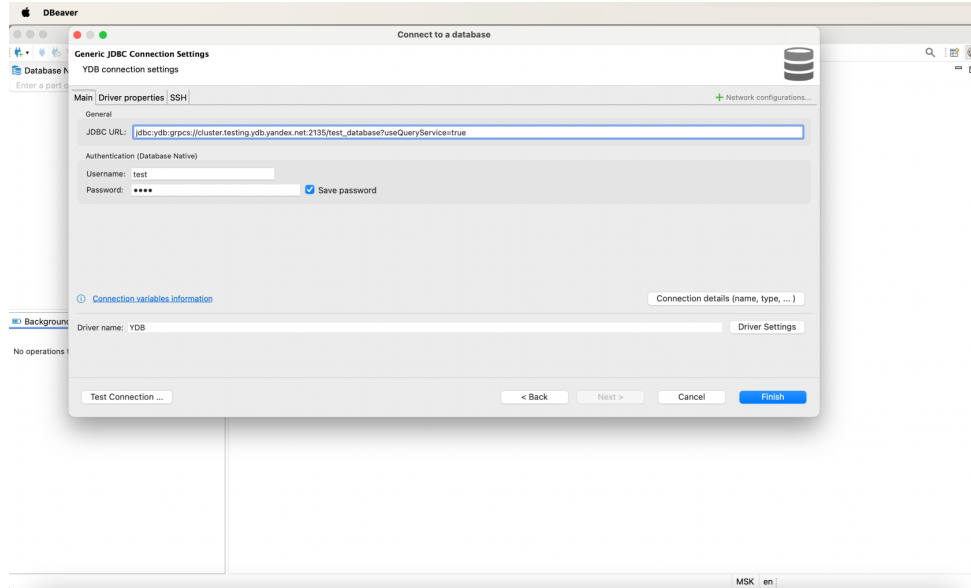 DBeaver
Connect to a database
Generic JDBC Connection Settings
YDB connection settings
Database N
Enter a part o
Main Driver properties SSH
Network configurations...
General
JDBC URL: jdbc:ydb:grpcs://cluster.testing.ydb.yandex.net:2135/test_database?useQueryService=true
Authentication (Database Native)
Username: test
Password: ••••
Save password
Connection variables information
Connection details (name, type, ... )
Background
Driver name: YDB
Driver Settings
No operations t
Test Connection ...
< Back
Next >
Cancel
Finish
MSK en